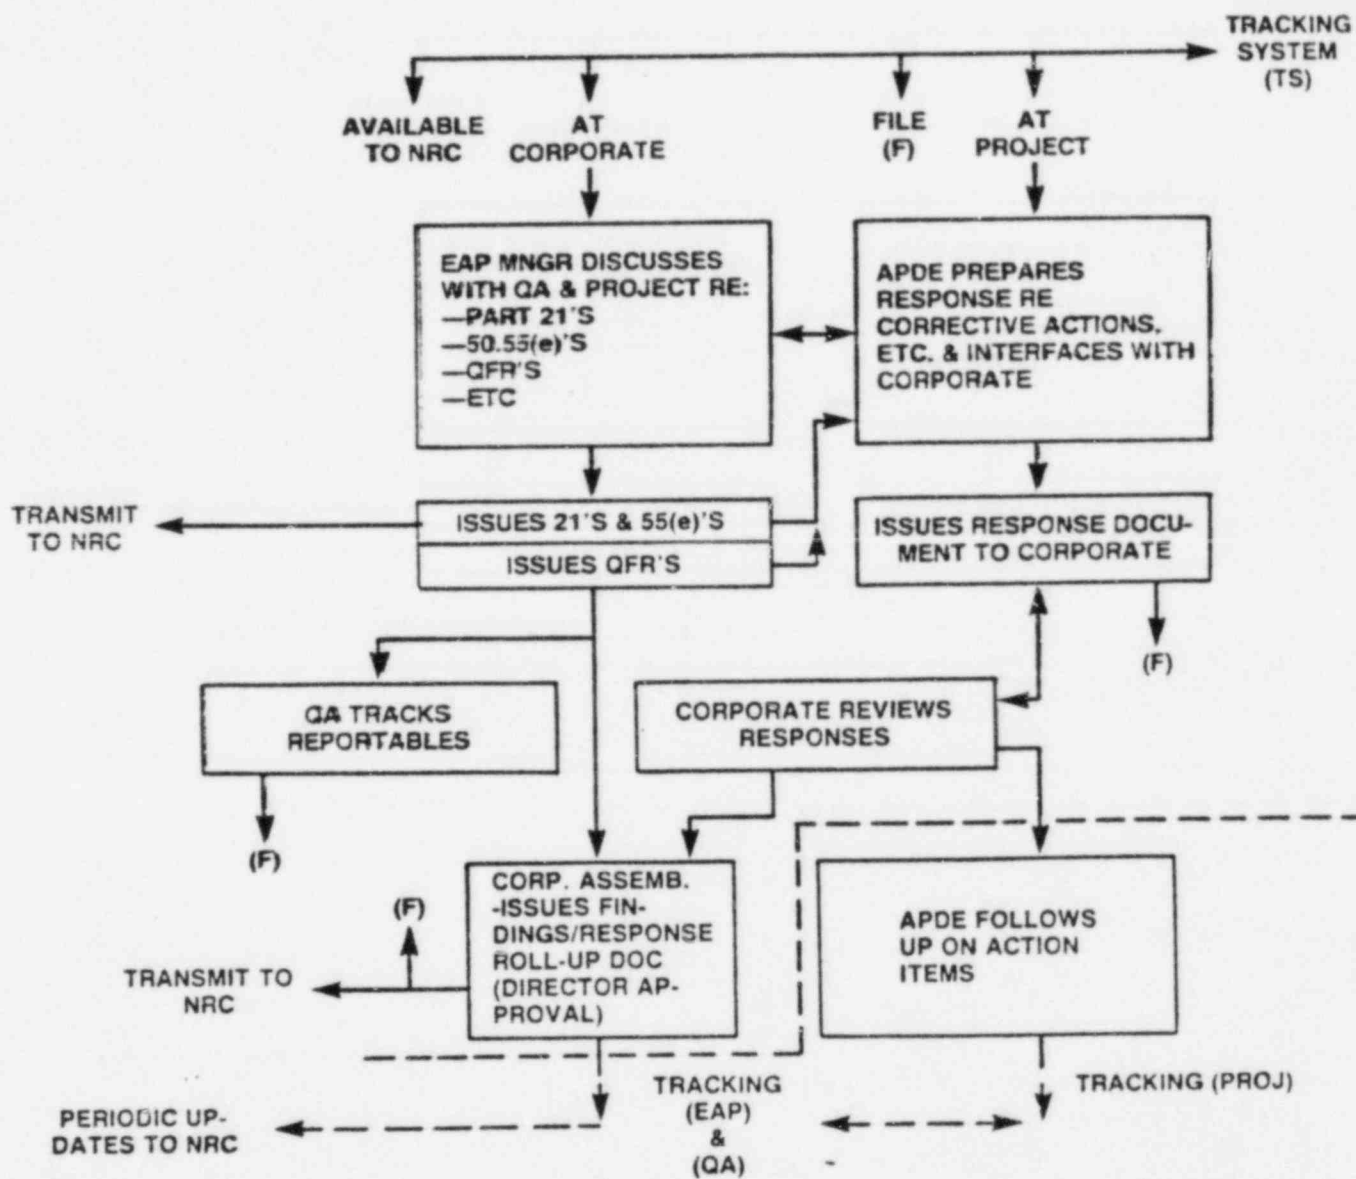 TRACKING
SYSTEM
(TS)
AVAILABLE
TO NRC
AT
CORPORATE
FILE
(F)
AT
PROJECT
EAP MNGR DISCUSSES
WITH QA & PROJECT RE:
—PART 21'S
—50.55(e)'S
—QFR'S
—ETC
APDE PREPARES
RESPONSE RE
CORRECTIVE ACTIONS,
ETC. & INTERFACES WITH
CORPORATE
TRANSMIT
TO NRC
ISSUES 21'S & 55(e)'S
ISSUES QFR'S
ISSUES RESPONSE DOCU-
MENT TO CORPORATE
(F)
QA TRACKS
REPORTABLES
CORPORATE REVIEWS
RESPONSES
(F)
(F)
CORP. ASSEMB.
-ISSUES FIN-
DINGS/RESPONSE
ROLL-UP DOC
(DIRECTOR AP-
PROVAL)
APDE FOLLOWS
UP ON ACTION
ITEMS
TRANSMIT TO
NRC
TRACKING
(EAP)
&
(QA)
TRACKING (PROJ)
PERIODIC UP-
DATES TO NRC